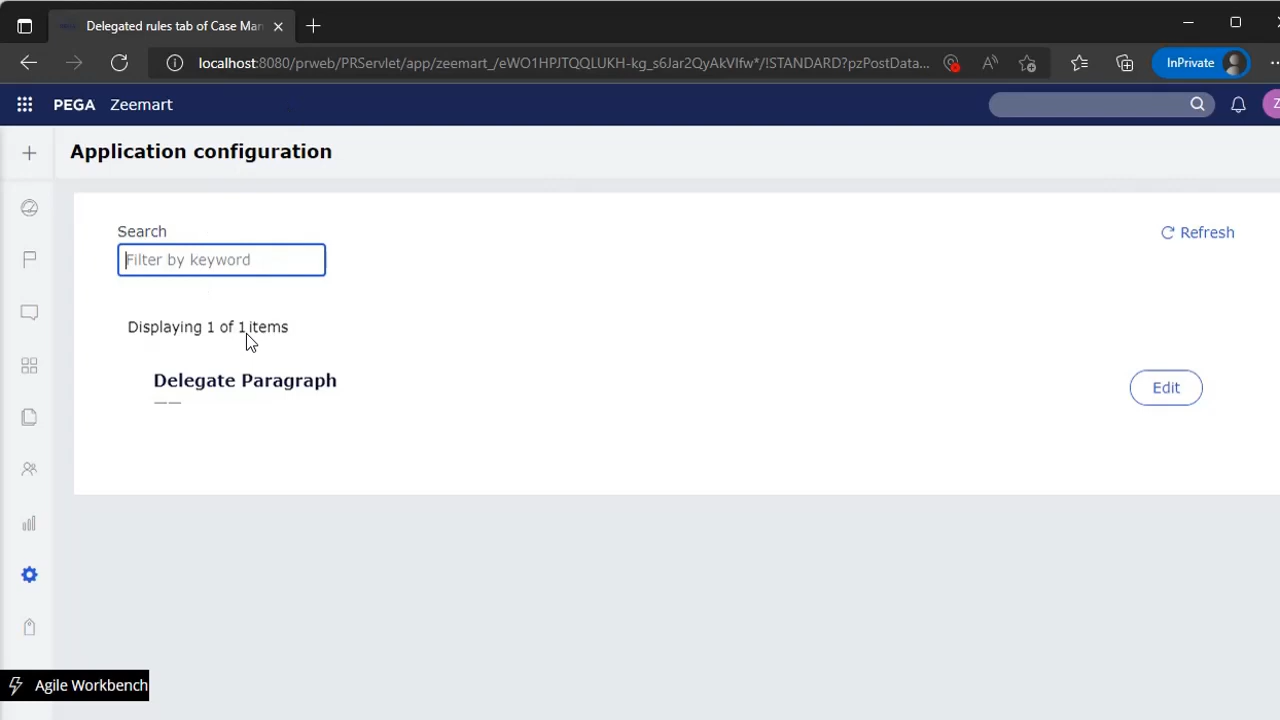 Delegated rules tab of Case Man
localhost:8080/prweb/PRServlet/app/zeemart_/eWO1HPJTQQLUKH-kg_s6Jar2QyAkVlfw*/!STANDARD?pzPostData...
InPrivate
PEGA Zeemart
Z
Application configuration
Search
Refresh
Filter by keyword
Displaying 1 of 1 items
Delegate Paragraph
Edit
——
Agile Workbench